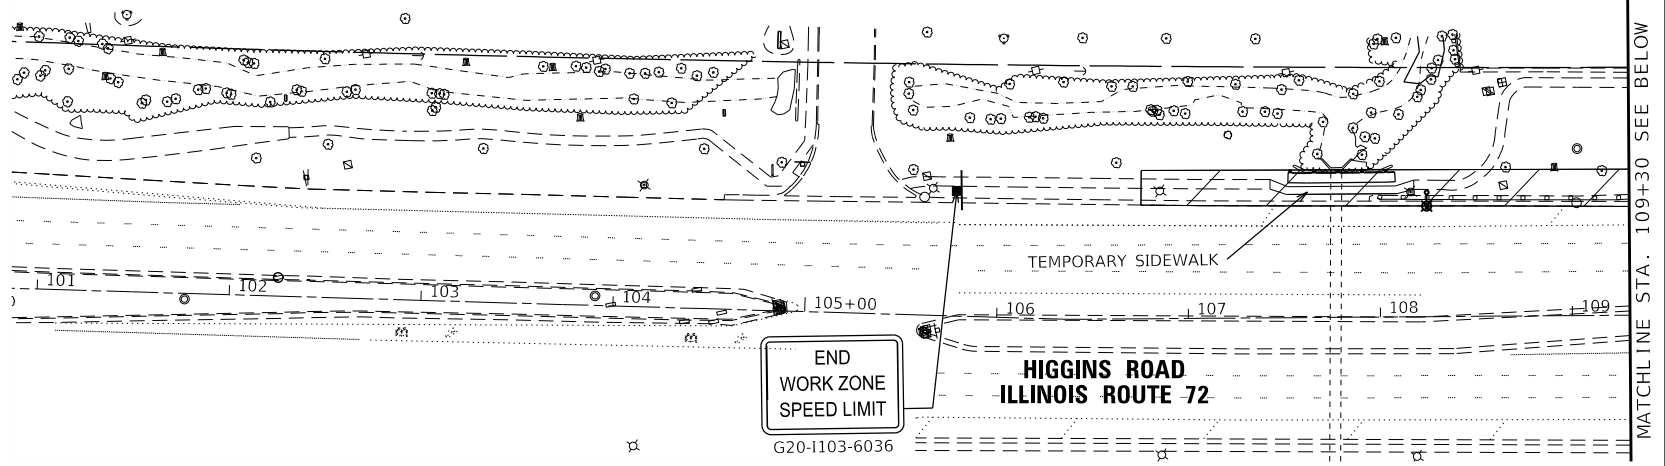 MATCHLINE STA. 109+30 SEE BELOW
TEMPORARY SIDEWALK
101
102
103
104
105+00
106
107
108
109
END
WORK ZONE
SPEED LIMIT
G20-I103-6036
HIGGINS ROAD
ILLINOIS ROUTE 72